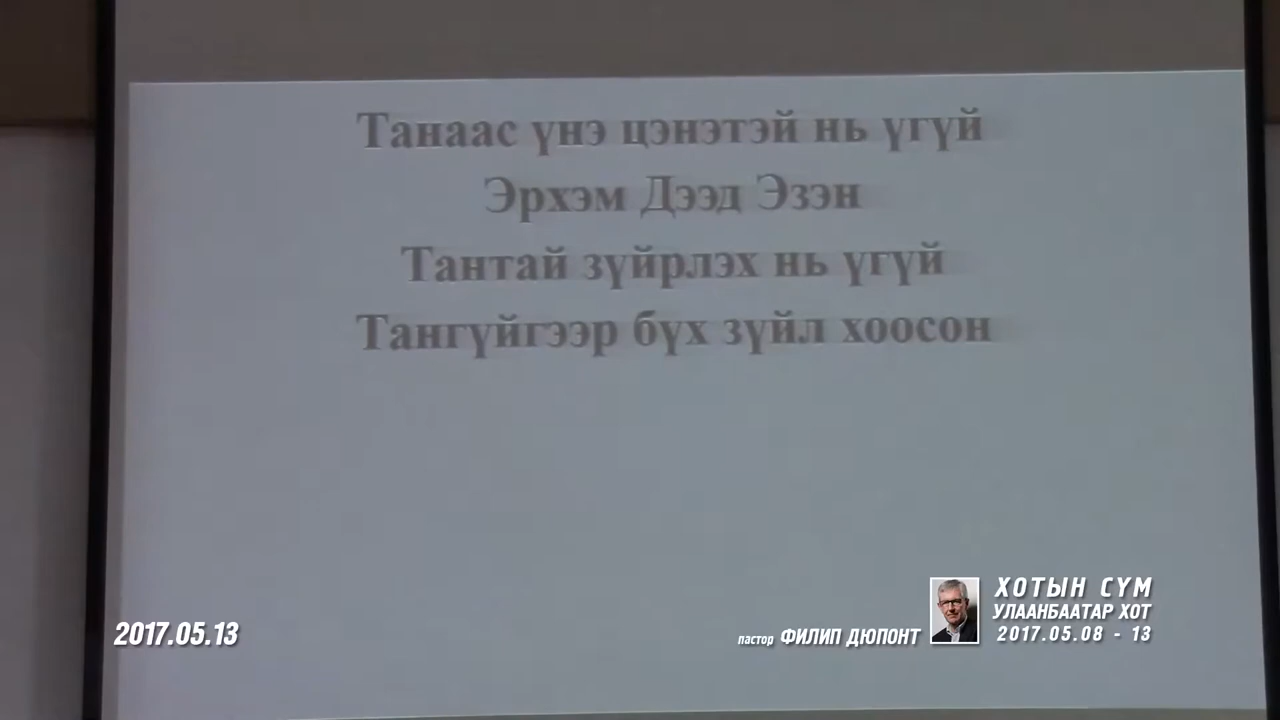 Танаас үнэ цэнэтэй нь үгүй
Эрхэм Дээд Эзэн
Тантай зүйрлэх нь үгүй
Тангүйгээр бүх зүйл хоосон
2017.05.13
пастор ФИЛИП ДЮПОНТ
ХОТЫН СҮМ
УЛААНБААТАР ХОТ
2017.05.08 - 13